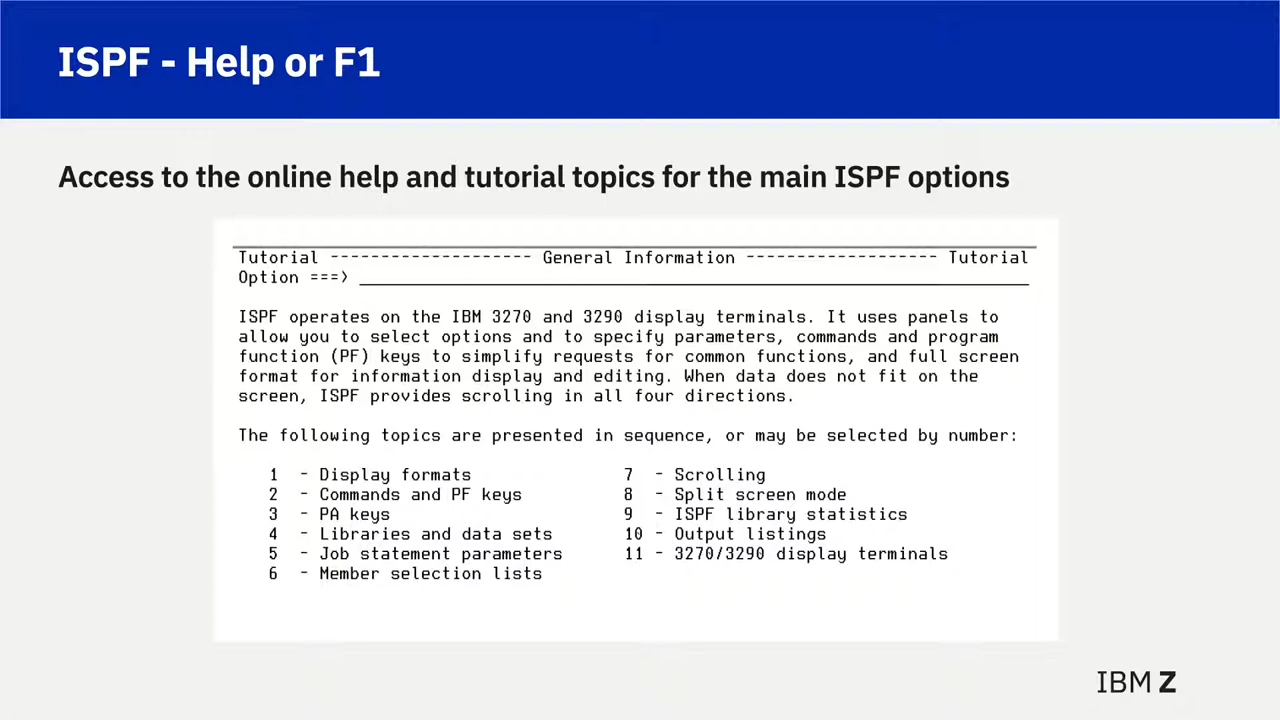 ISPF - Help or F1
Access to the online help and tutorial topics for the main ISPF options
Tutorial -------------------- General Information ------------------- Tutorial
Option ===> 
ISPF operates on the IBM 3270 and 3290 display terminals. It uses panels to
allow you to select options and to specify parameters, commands and program
function (PF) keys to simplify requests for common functions, and full screen
format for information display and editing. When data does not fit on the
screen, ISPF provides scrolling in all four directions.
The following topics are presented in sequence, or may be selected by number:
1 - Display formats 7 - Scrolling
2 - Commands and PF keys 8 - Split screen mode
3 - PA keys 9 - ISPF library statistics
4 - Libraries and data sets 10 - Output listings
5 - Job statement parameters 11 - 3270/3290 display terminals
6 - Member selection lists
IBM Z